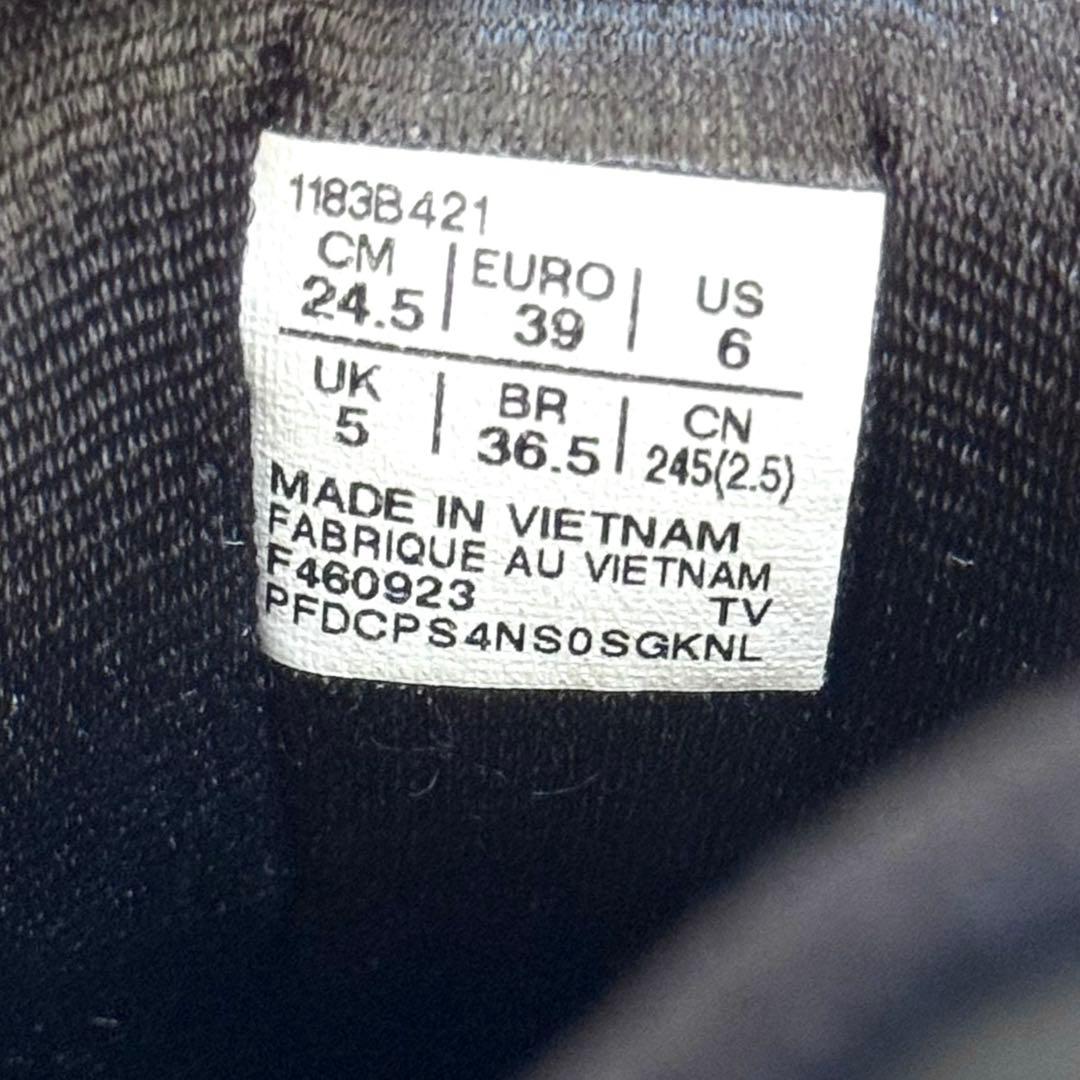 1183B421
CM | EURO | US
24.5 | 39 | 6
UK | BR | CN
5 | 36.5 | 245(2.5)
MADE IN VIETNAM
FABRIQUE AU VIETNAM
F460923 TV
PFDCPS4NS0SGKNL